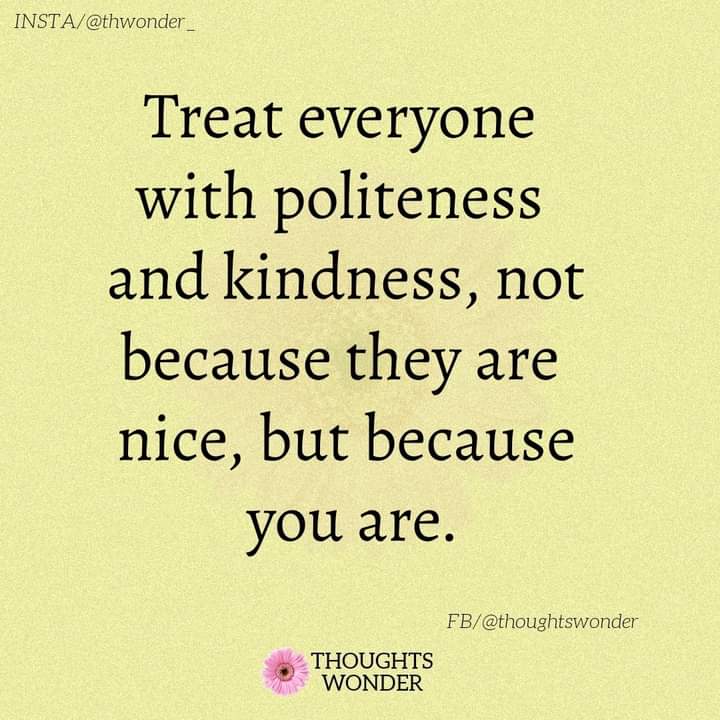 INSTA/@thwonder_
Treat everyone
with politeness
and kindness, not
because they are
nice, but because
you are.
FB/@thoughtswonder
THOUGHTS
WONDER